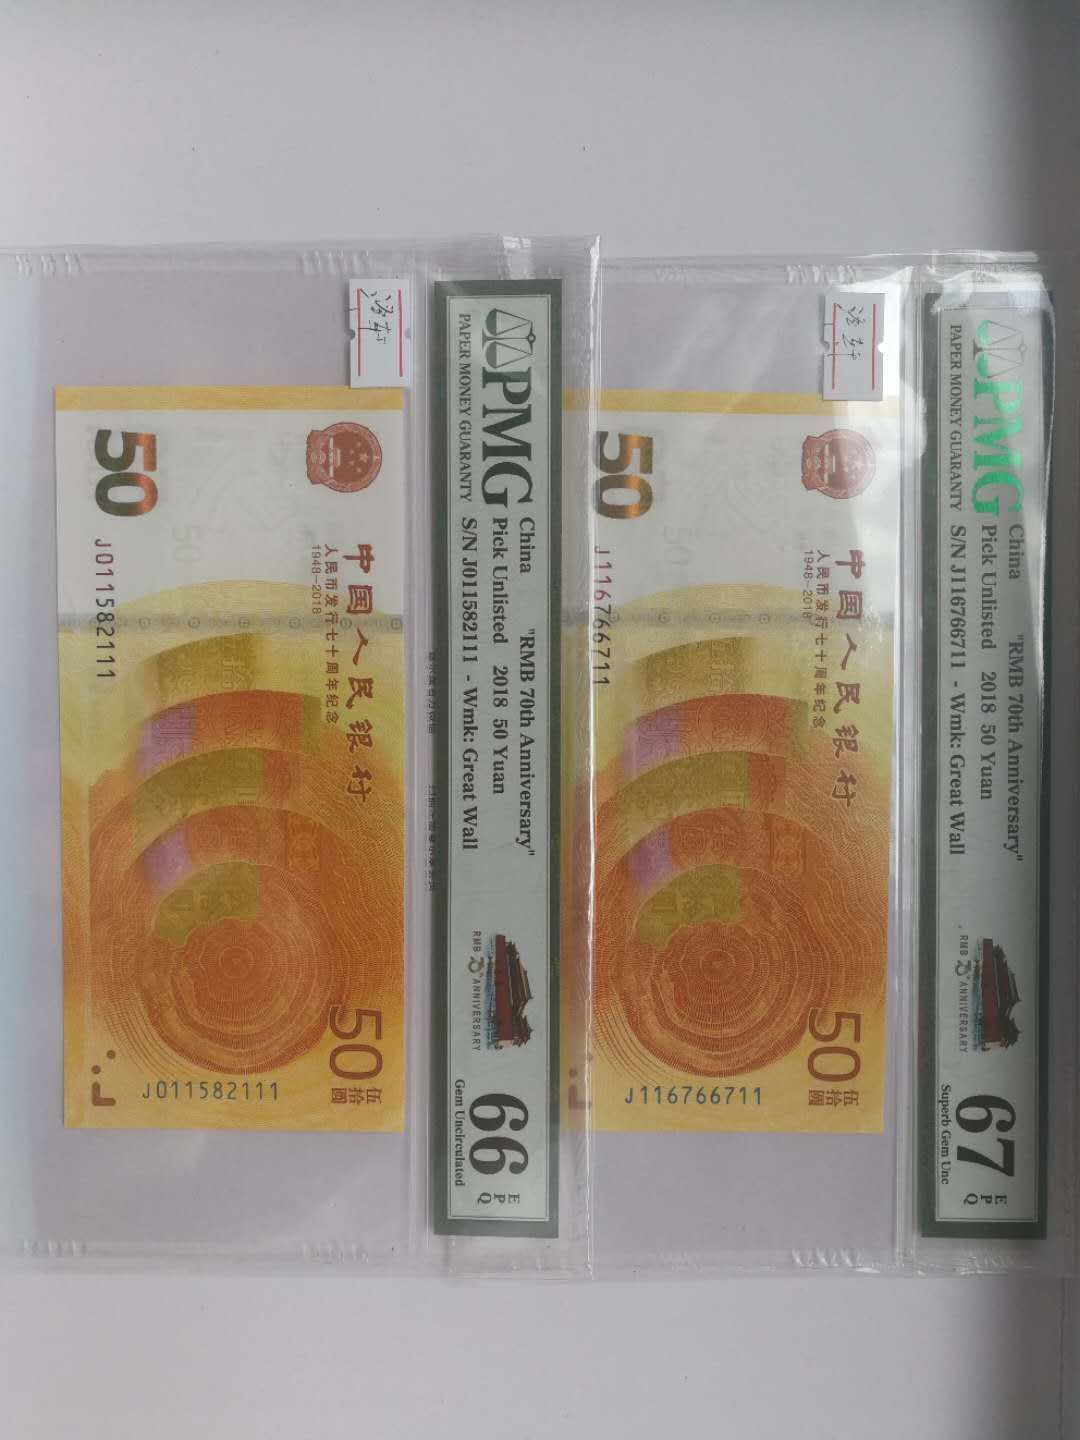 PMG
PAPER MONEY GUARANTY
China "RMB 70th Anniversary"
Pick Unlisted 2018 50 Yuan
S/N J011582111 - Wmk: Great Wall
RMB 70th ANNIVERSARY
66
EPQ
Gem Uncirculated
50
中国人民银行
人民币发行七十周年纪念
1948-2018
J011582111
50
伍拾圆
J011582111
PMG
PAPER MONEY GUARANTY
China "RMB 70th Anniversary"
Pick Unlisted 2018 50 Yuan
S/N J116766711 - Wmk: Great Wall
RMB 70th ANNIVERSARY
67
EPQ
Superb Gem Unc
50
中国人民银行
人民币发行七十周年纪念
1948-2018
J116766711
50
伍拾圆
J116766711